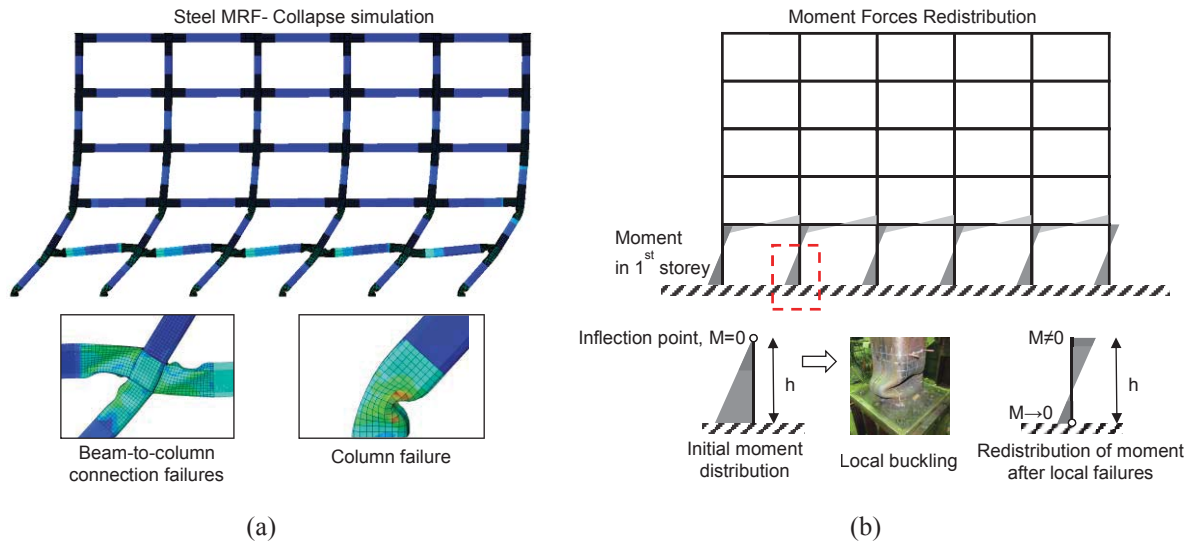 Steel MRF- Collapse simulation
Beam-to-column
connection failures
Column failure
(a)
Moment Forces Redistribution
Moment
in 1st storey
Inflection point, M=0
h
Initial moment
distribution
Local buckling
M≠0
h
M→0
Redistribution of moment
after local failures
(b)